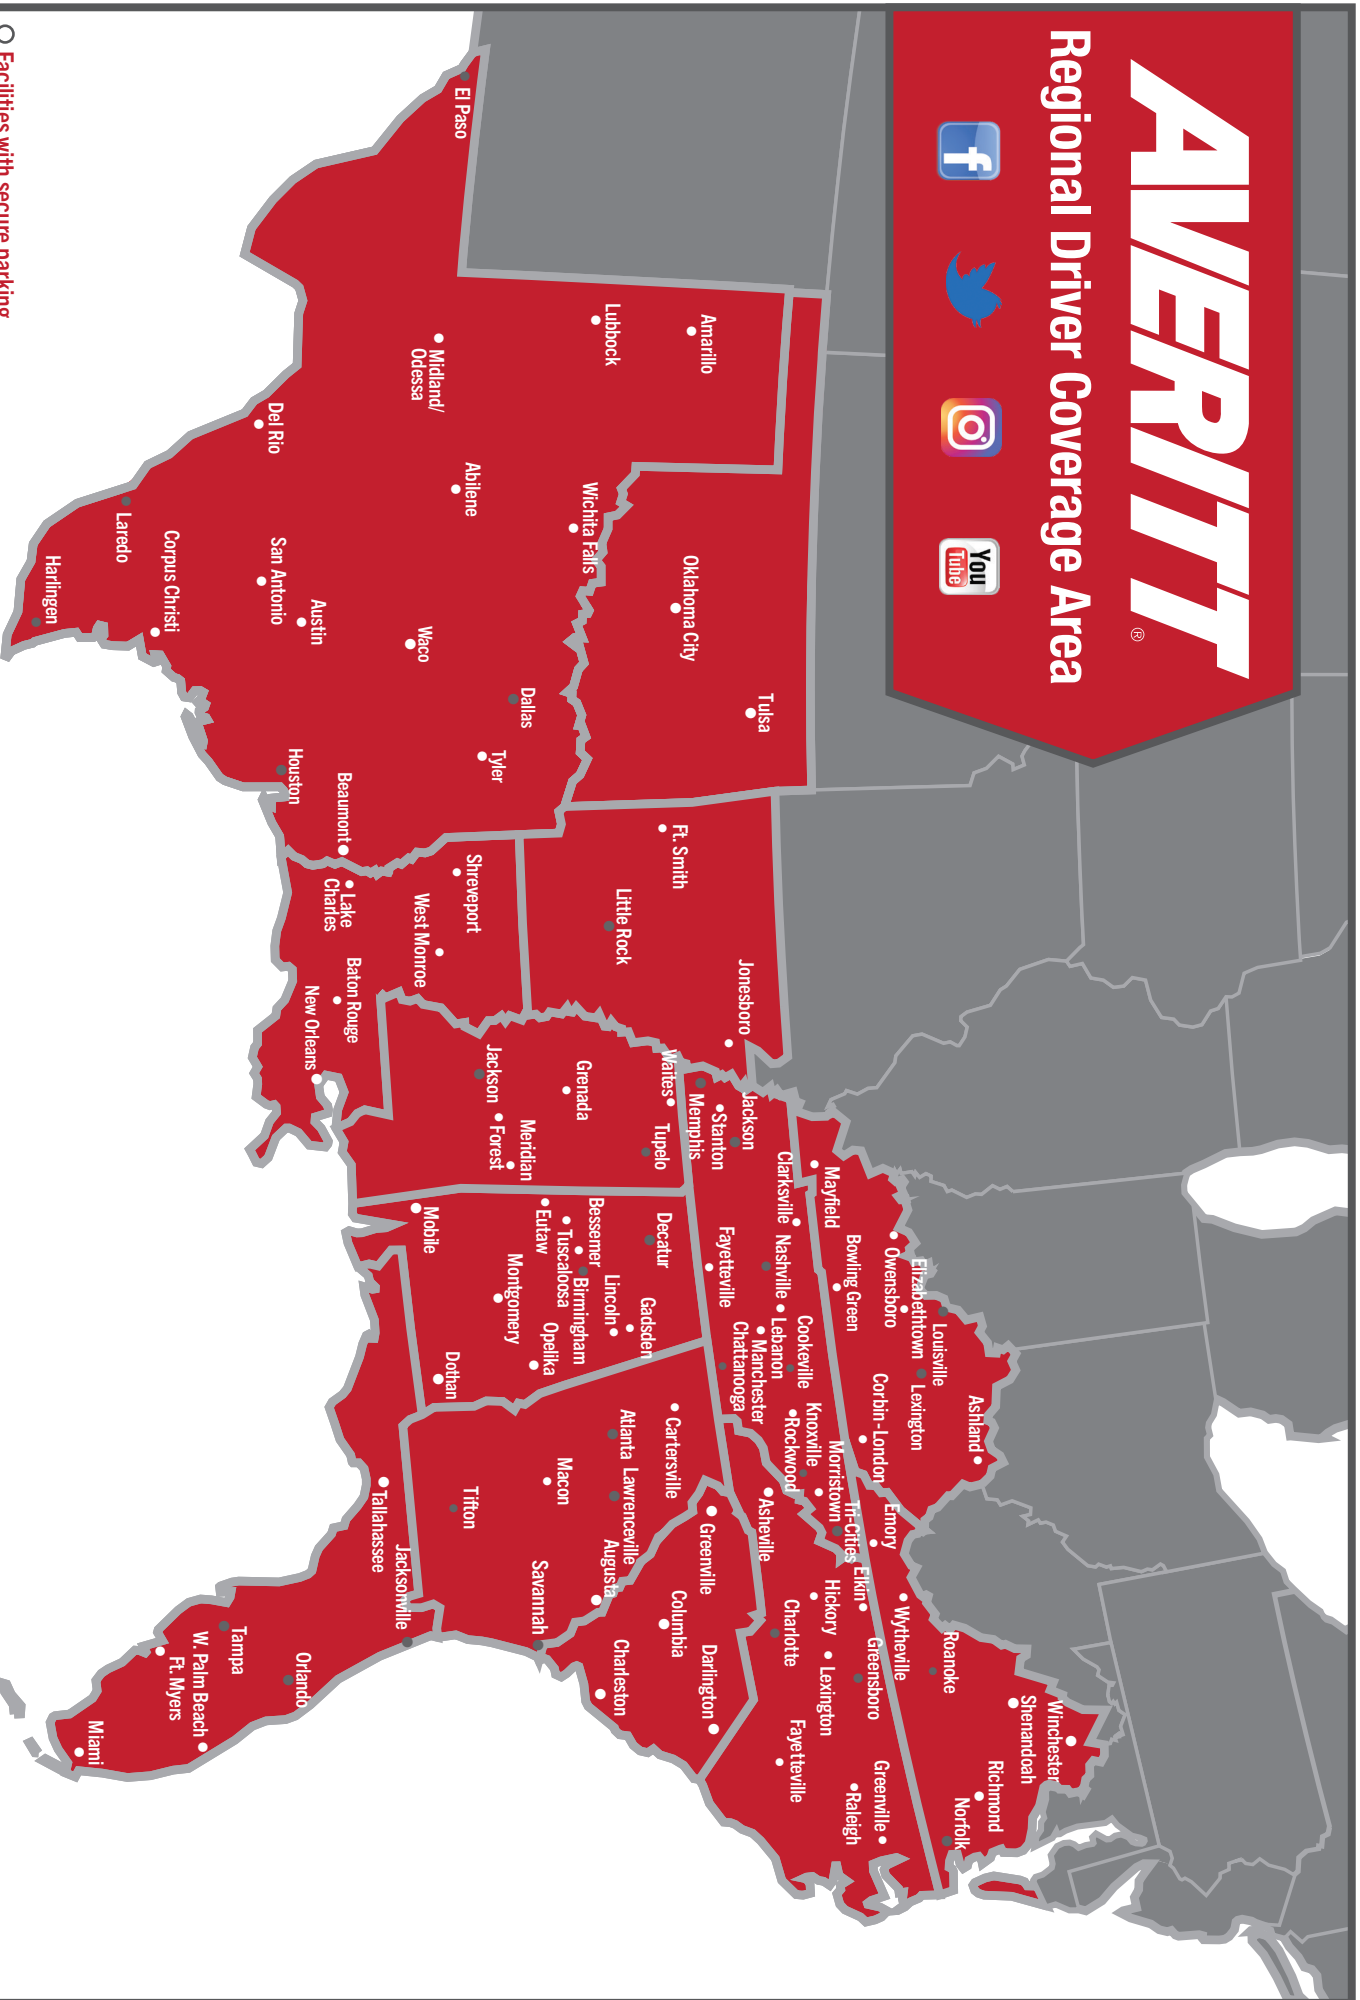 AVERITT®
Regional Driver Coverage Area
f
You
Tube
El Paso
Amarillo
Lubbock
Midland/
Odessa
Del Rio
Abilene
Wichita Falls
Laredo
Harlingen
Corpus Christi
San Antonio
Austin
Waco
Dallas
Tyler
Houston
Beaumont
Oklahoma City
Tulsa
Ft. Smith
Little Rock
Jonesboro
Shreveport
West Monroe
Lake
Charles
Baton Rouge
New Orleans
Jackson
Grenada
Forest
Meridian
Waites
Tupelo
Memphis
Stanton
Jackson
Clarksville
Nashville
Fayetteville
Lebanon
Manchester
Chattanooga
Cookeville
Rockwood
Knoxville
Morristown
Tri-Cities
Mayfield
Owensboro
Bowling Green
Elizabethtown
Louisville
Lexington
Corbin-London
Ashland
Mobile
Eutaw
Tuscaloosa
Bessemer
Birmingham
Decatur
Lincoln
Gadsden
Montgomery
Opelika
Dothan
Cartersville
Atlanta
Lawrenceville
Macon
Tifton
Augusta
Savannah
Tallahassee
Jacksonville
Tampa
Orlando
W. Palm Beach
Ft. Myers
Miami
Greenville
Columbia
Darlington
Charleston
Asheville
Hickory
Elkin
Charlotte
Lexington
Greensboro
Fayetteville
Raleigh
Greenville
Emory
Wytheville
Roanoke
Shenandoah
Winchester
Richmond
Norfolk
Facilities with secure parking